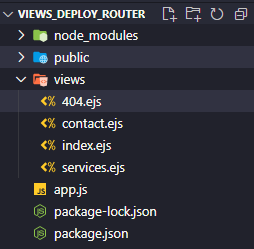 VIEWS_DEPLOY_ROUTER
node_modules
public
views
<% 404.ejs
<% contact.ejs
<% index.ejs
<% services.ejs
JS app.js
package-lock.json
package.json